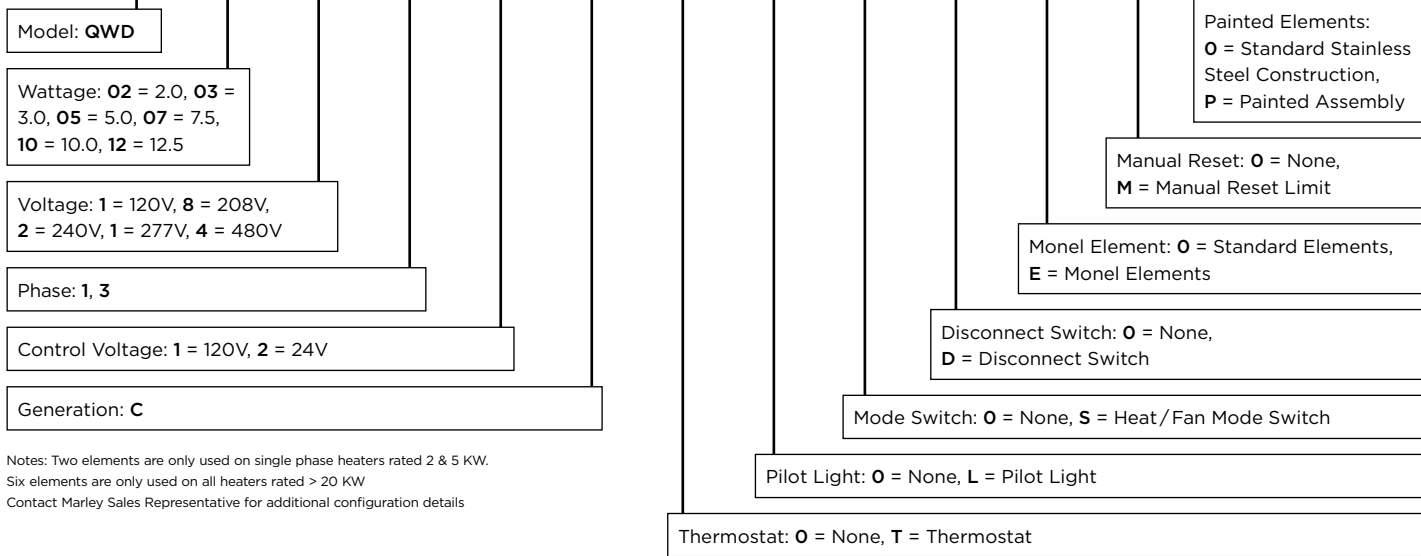 Model: QWD
Wattage: 02 = 2.0, 03 =
3.0, 05 = 5.0, 07 = 7.5,
10 = 10.0, 12 = 12.5
Voltage: 1 = 120V, 8 = 208V,
2 = 240V, 1 = 277V, 4 = 480V
Phase: 1, 3
Control Voltage: 1 = 120V, 2 = 24V
Generation: C
Notes: Two elements are only used on single phase heaters rated 2 & 5 KW.
Six elements are only used on all heaters rated > 20 KW
Contact Marley Sales Representative for additional configuration details
Painted Elements:
0 = Standard Stainless
Steel Construction,
P = Painted Assembly
Manual Reset: 0 = None,
M = Manual Reset Limit
Monel Element: 0 = Standard Elements,
E = Monel Elements
Disconnect Switch: 0 = None,
D = Disconnect Switch
Mode Switch: 0 = None, S = Heat/Fan Mode Switch
Pilot Light: 0 = None, L = Pilot Light
Thermostat: 0 = None, T = Thermostat